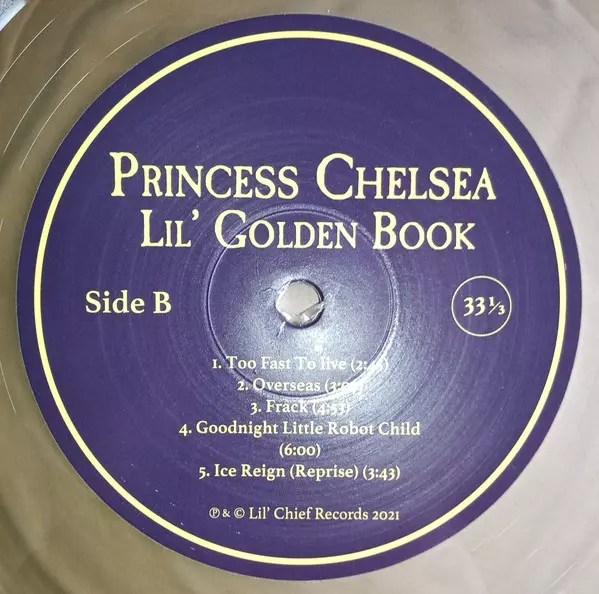 PRINCESS CHELSEA
LIL' GOLDEN BOOK
Side B
33⅓
1. Too Fast To live
2. Overseas
3. Frack (4:53)
4. Goodnight Little Robot Child
(6:00)
5. Ice Reign (Reprise) (3:43)
℗ & © Lil' Chief Records 2021